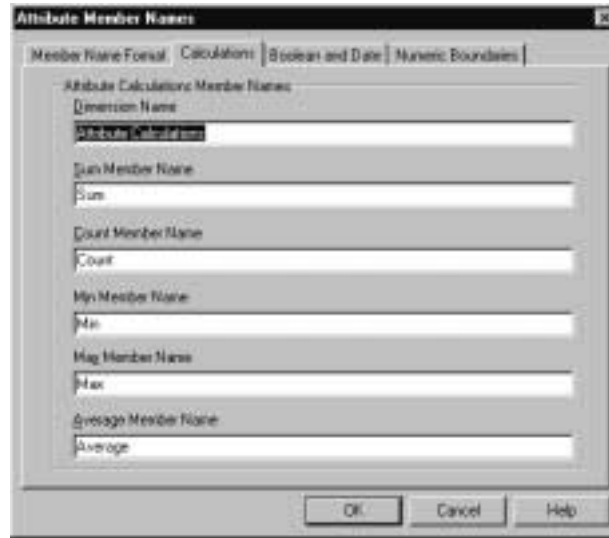 Attribute Member Names
Member Name Format Calculations Boolean and Date Numeric Boundaries
Attribute Calculations Member Names
Dimension Name
Attribute Calculations
Sum Member Name
Sum
Count Member Name
Count
Min Member Name
Min
Max Member Name
Max
Average Member Name
Average
OK Cancel Help